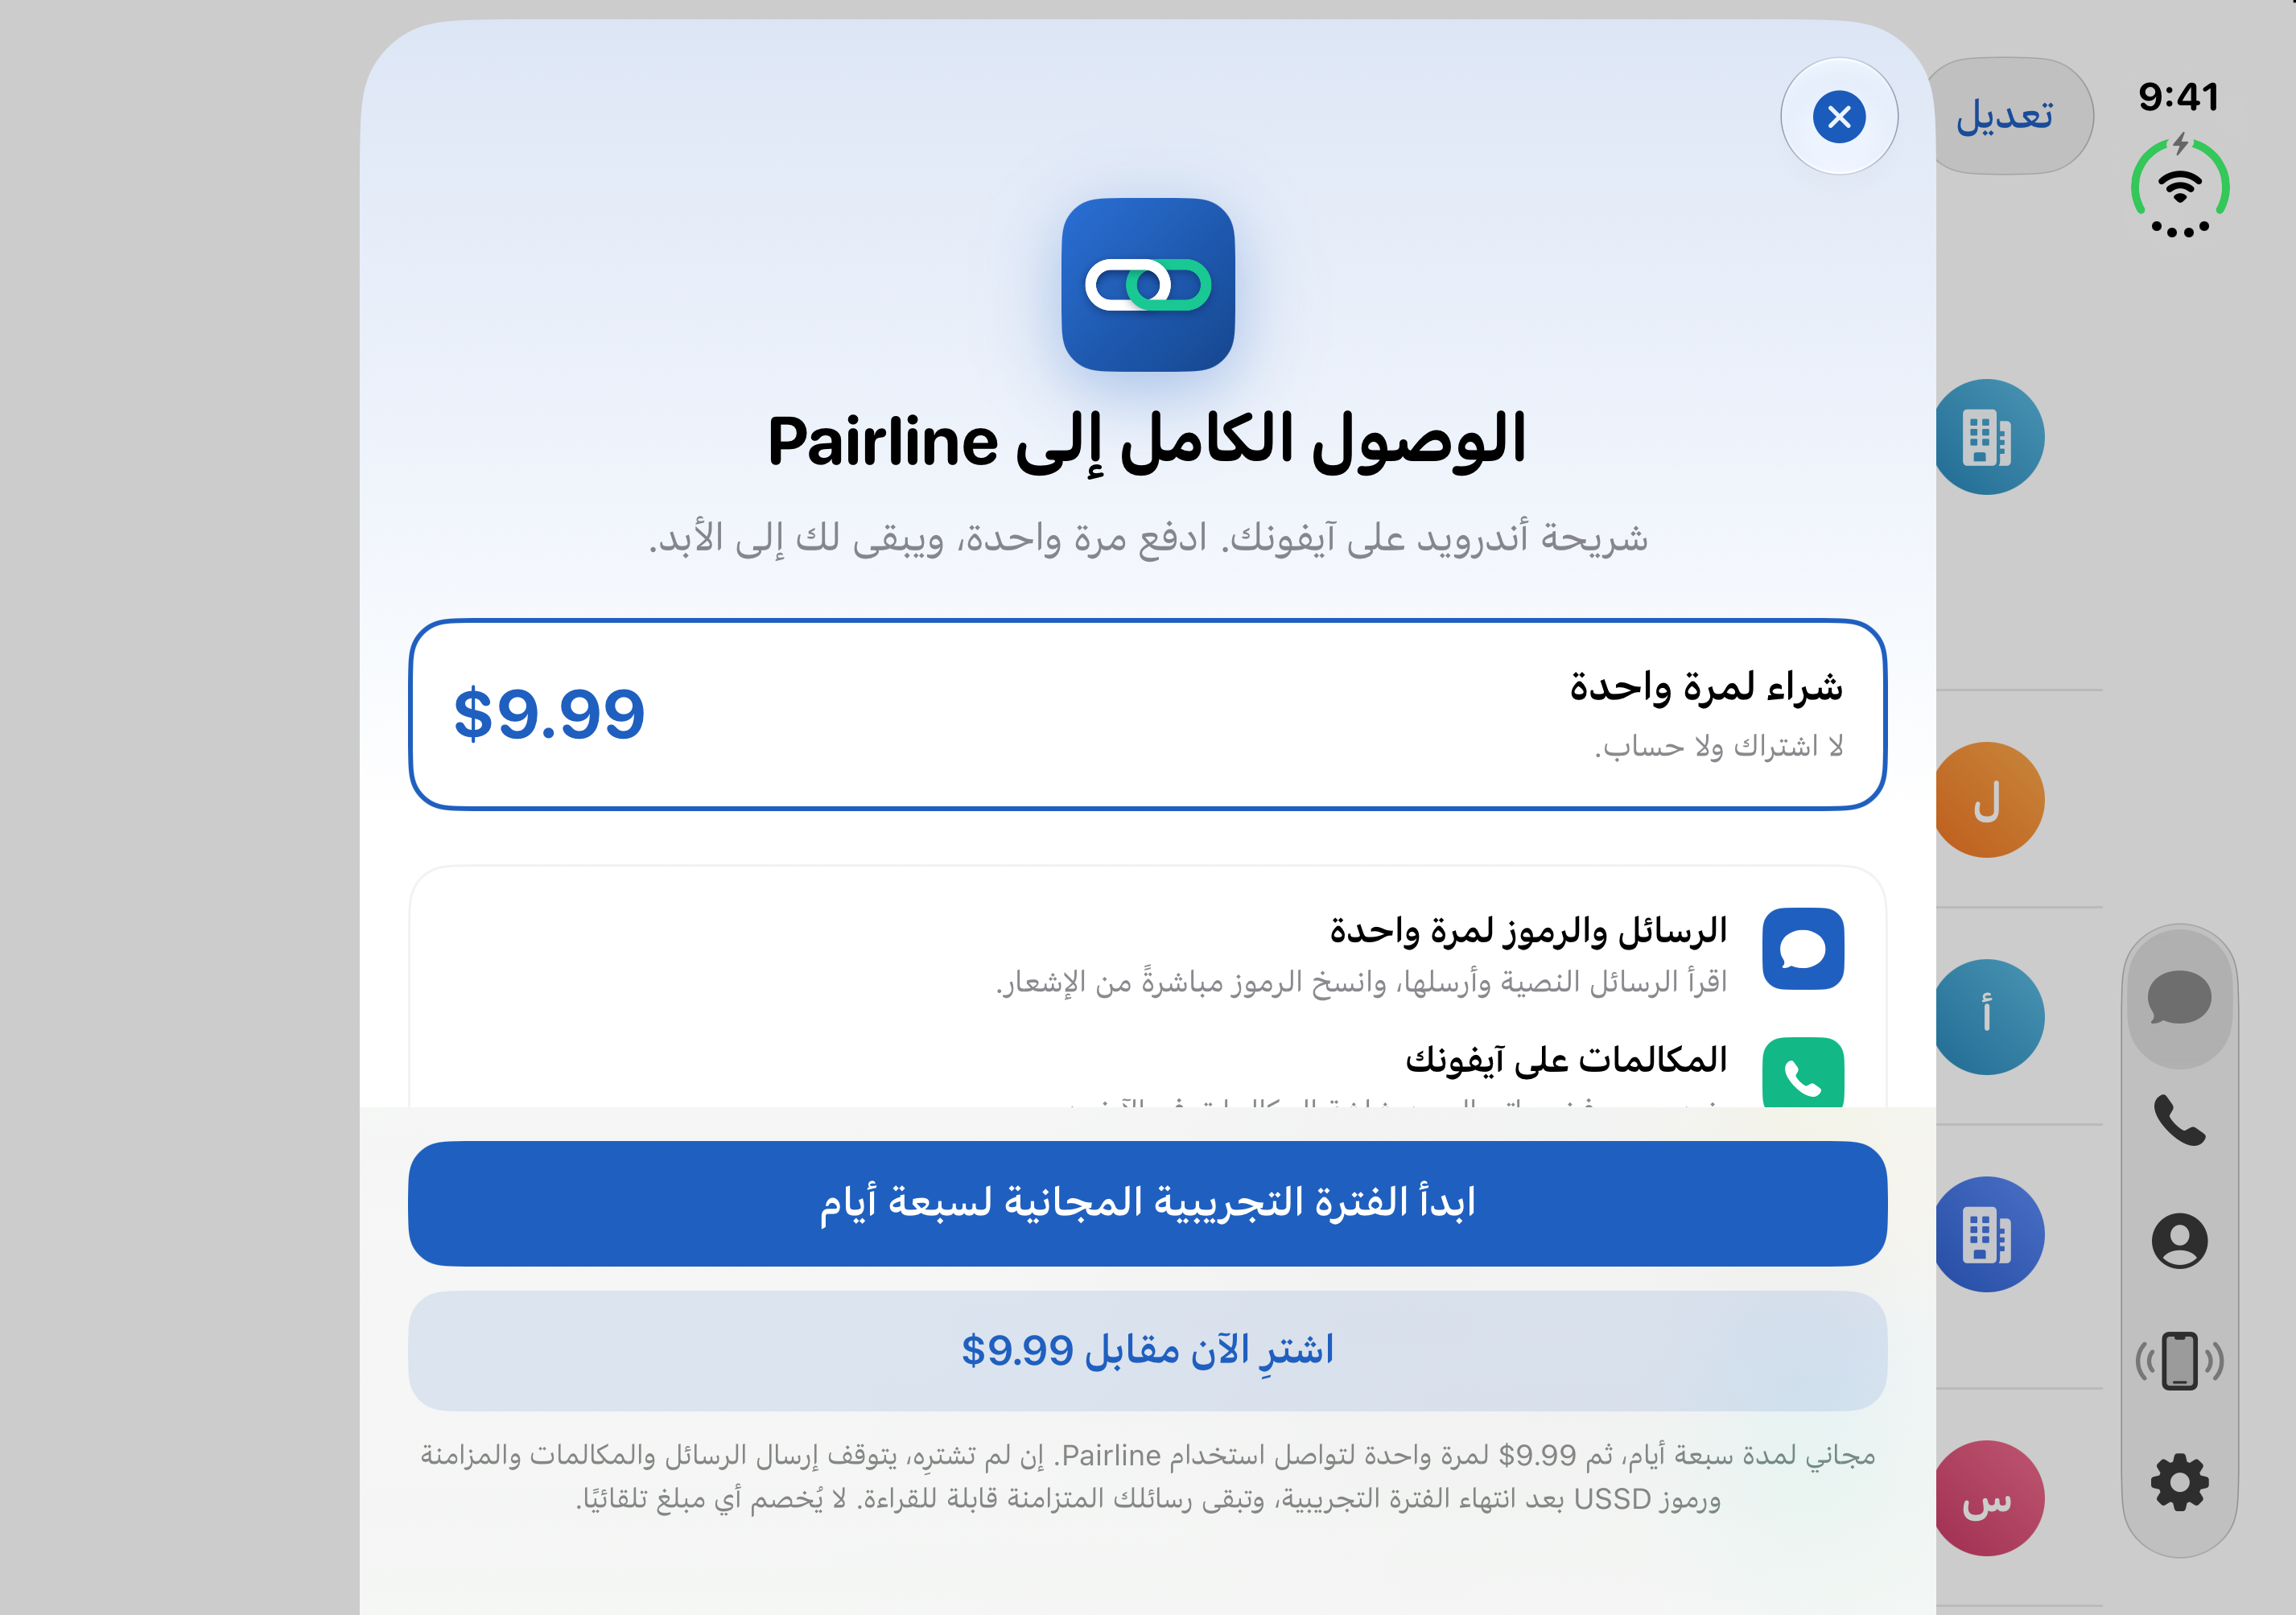 9:41
تعديل
الوصول الكامل إلى Pairline
شريحة أندرويد على آيفونك. ادفع مرة واحدة، ويبقى لك إلى الأبد.
شراء لمرة واحدة
$9.99
لا اشتراك ولا حساب.
الرسائل والرموز لمرة واحدة
اقرأ الرسائل النصية وأرسلها، وانسخ الرموز مباشرةً من الإشعار.
المكالمات على آيفونك
ابدأ الفترة التجريبية المجانية لسبعة أيام
اشترِ الآن مقابل 9.99$
مجاني لمدة سبعة أيام، ثم 9.99$ لمرة واحدة لتواصل استخدام Pairline. إن لم تشترِه، يتوقف إرسال الرسائل والمكالمات والمزامنة
ورموز USSD بعد انتهاء الفترة التجريبية، وتبقى رسائلك المتزامنة قابلة للقراءة. لا يُخصم أي مبلغ تلقائيًا.
ل
أ
س